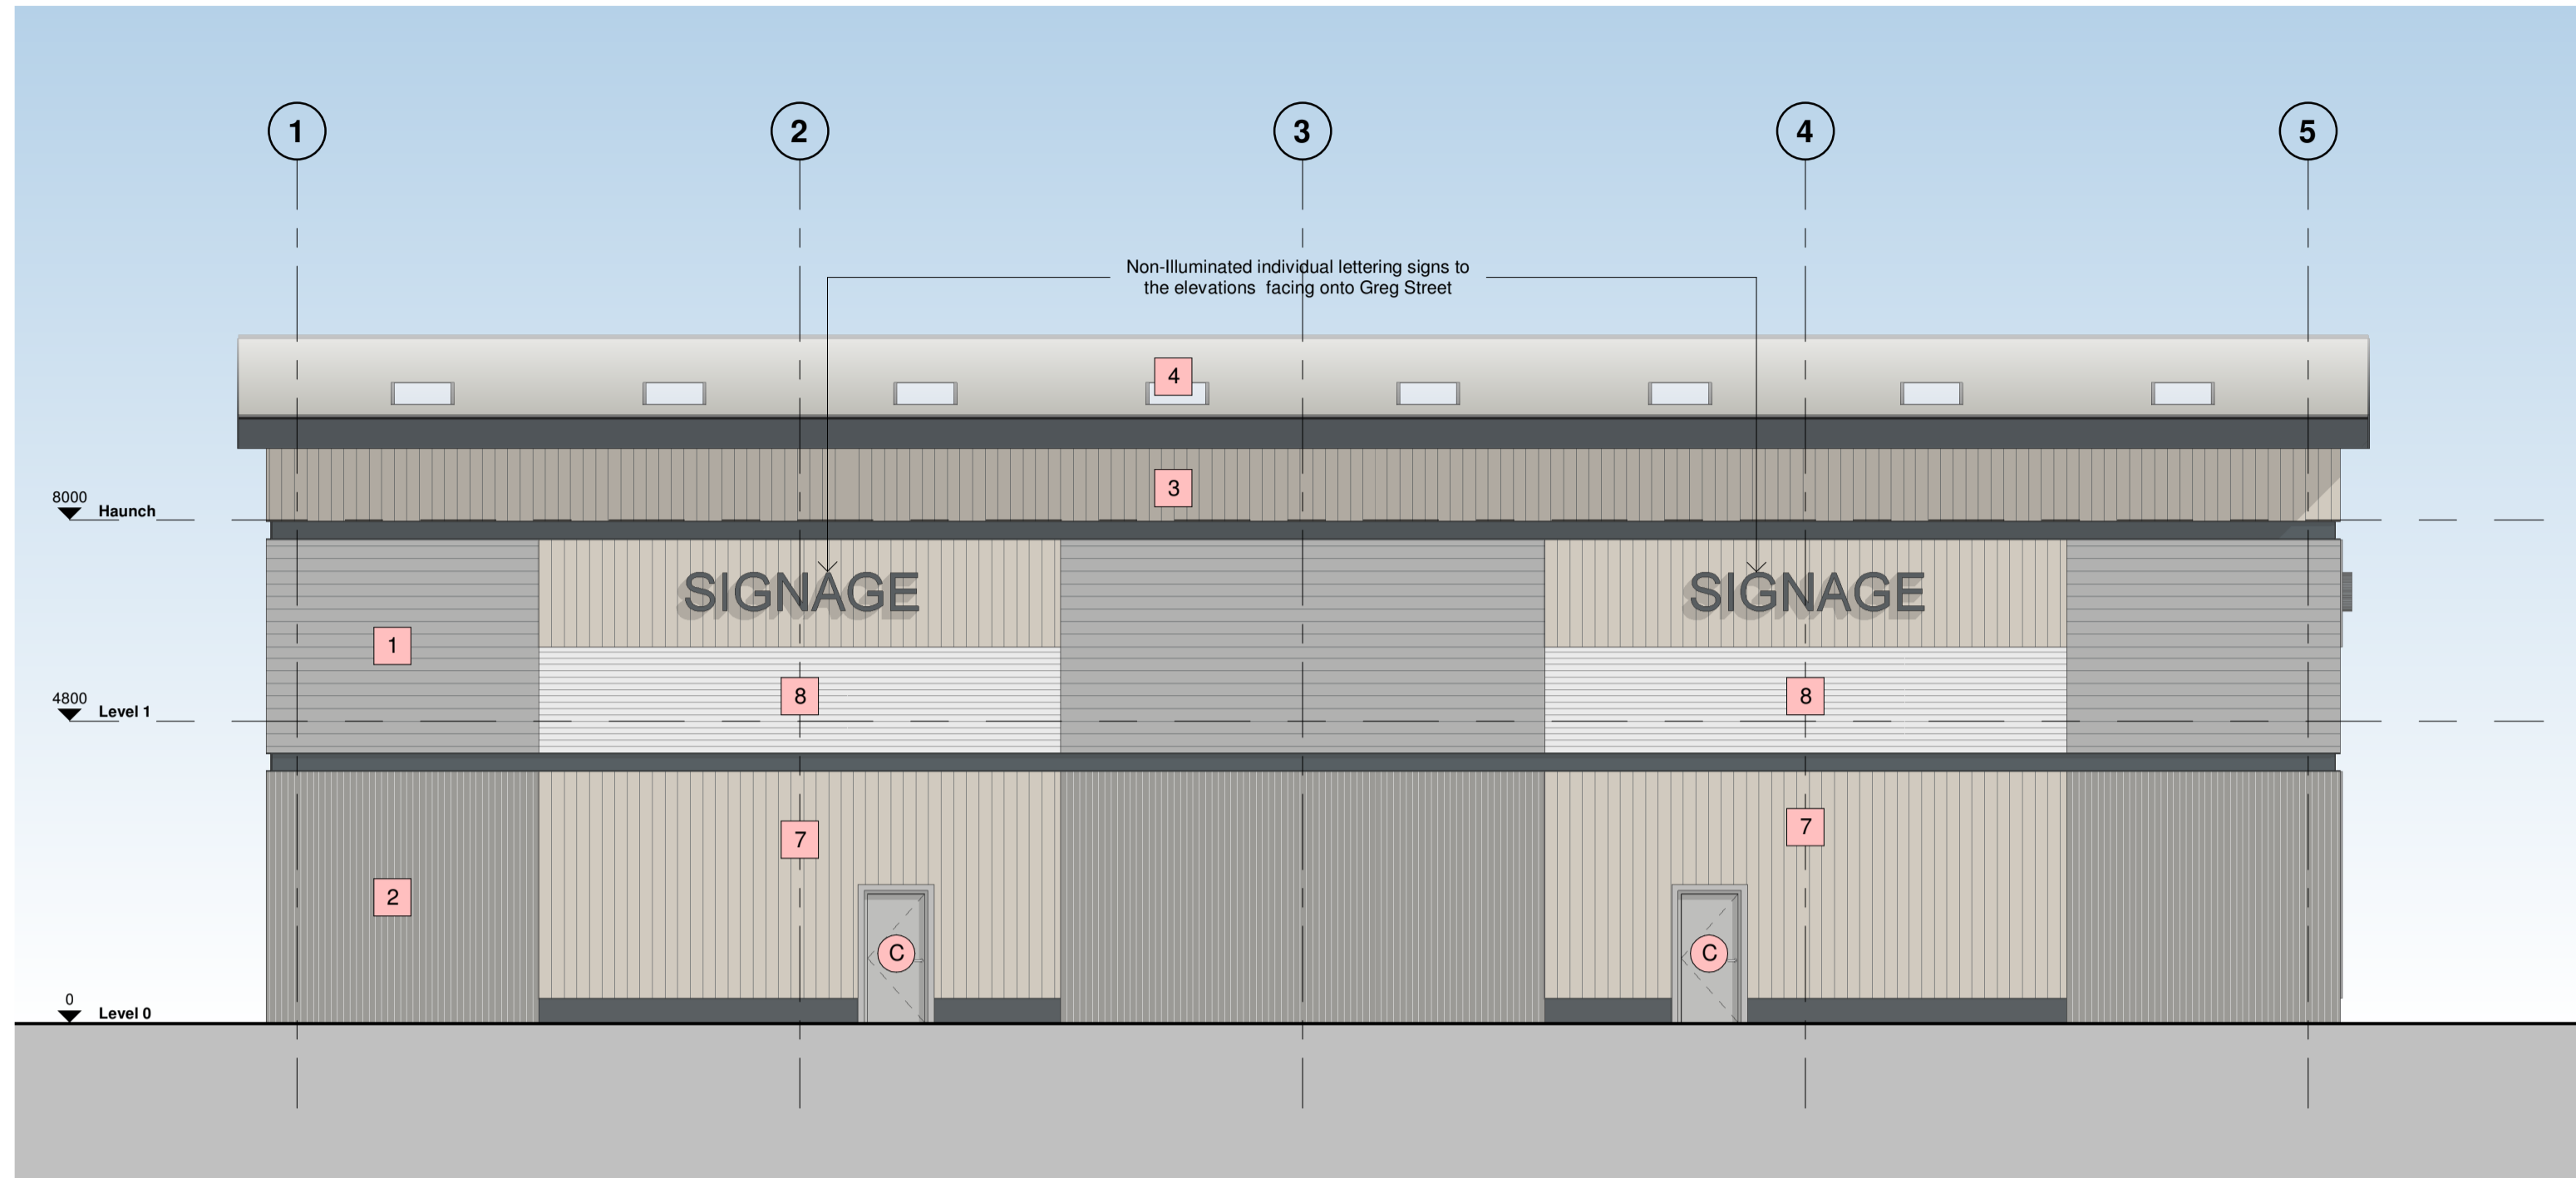 1 2 3 4 5
Non-Illuminated individual lettering signs to
the elevations facing onto Greg Street
4
3
8000
Haunch
SIGNAGE SIGNAGE
1
8 8
4800
Level 1
7 7
2
C C
0
Level 0